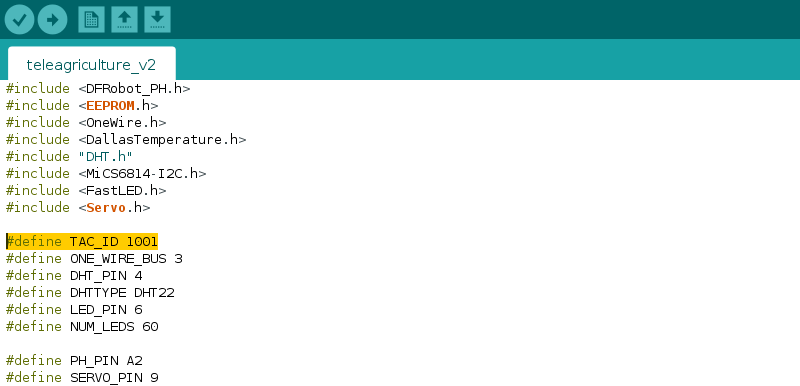 teleagriculture_v2
#include <DFRobot_PH.h>
#include <EEPROM.h>
#include <OneWire.h>
#include <DallasTemperature.h>
#include "DHT.h"
#include <MiCS6814-I2C.h>
#include <FastLED.h>
#include <Servo.h>
#define TAC_ID 1001
#define ONE_WIRE_BUS 3
#define DHT_PIN 4
#define DHTTYPE DHT22
#define LED_PIN 6
#define NUM_LEDS 60
#define PH_PIN A2
#define SERVO_PIN 9